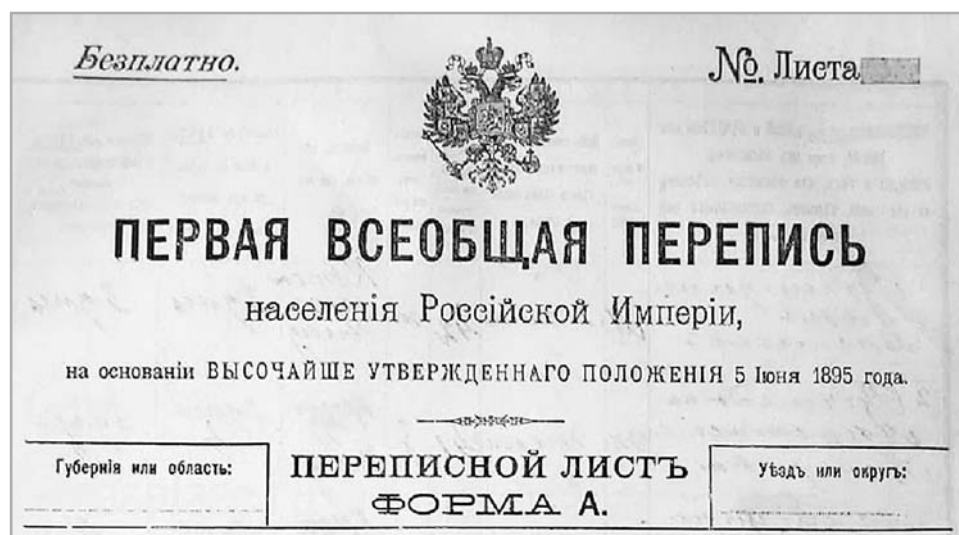 Безплатно.
№ Листа
ПЕРВАЯ ВСЕОБЩАЯ ПЕРЕПИСЬ
населенія Россійской Имперіи,
на основаніи ВЫСОЧАЙШЕ УТВЕРЖДЕННАГО ПОЛОЖЕНІЯ 5 Іюня 1895 года.
Губернія или область:
ПЕРЕПИСНОЙ ЛИСТЪ
ФОРМА А.
Уѣздъ или округъ: